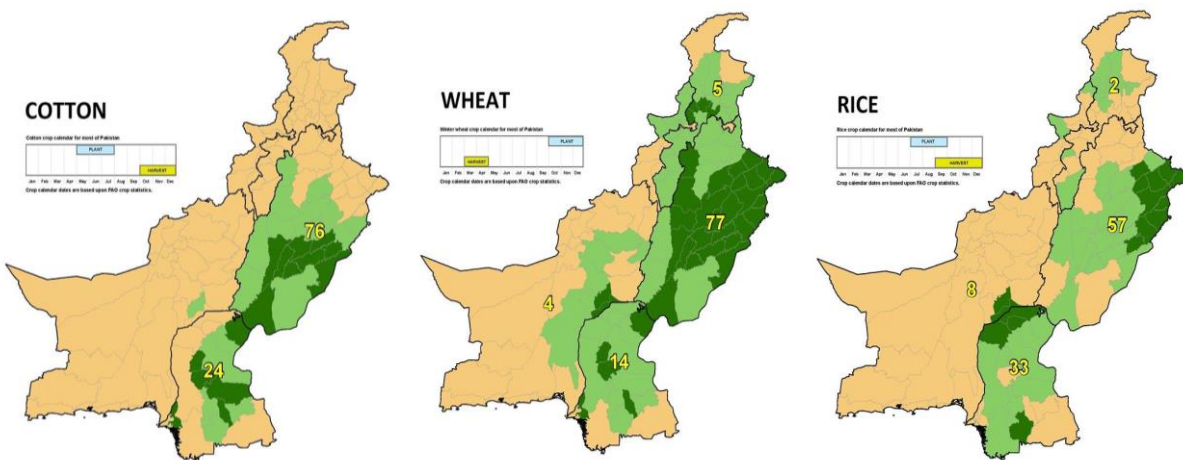 COTTON
Cotton crop calendar for most of Pakistan
PLANT
HARVEST
Jan Feb Mar Apr May Jun Jul Aug Sep Oct Nov Dec
Crop calendar dates are based upon FAO crop statistics.
76
24
WHEAT
Winter wheat crop calendar for most of Pakistan
PLANT
HARVEST
Jan Feb Mar Apr May Jun Jul Aug Sep Oct Nov Dec
Crop calendar dates are based upon FAO crop statistics.
5
77
4
14
RICE
Rice crop calendar for most of Pakistan
PLANT
HARVEST
Jan Feb Mar Apr May Jun Jul Aug Sep Oct Nov Dec
Crop calendar dates are based upon FAO crop statistics.
2
57
8
33